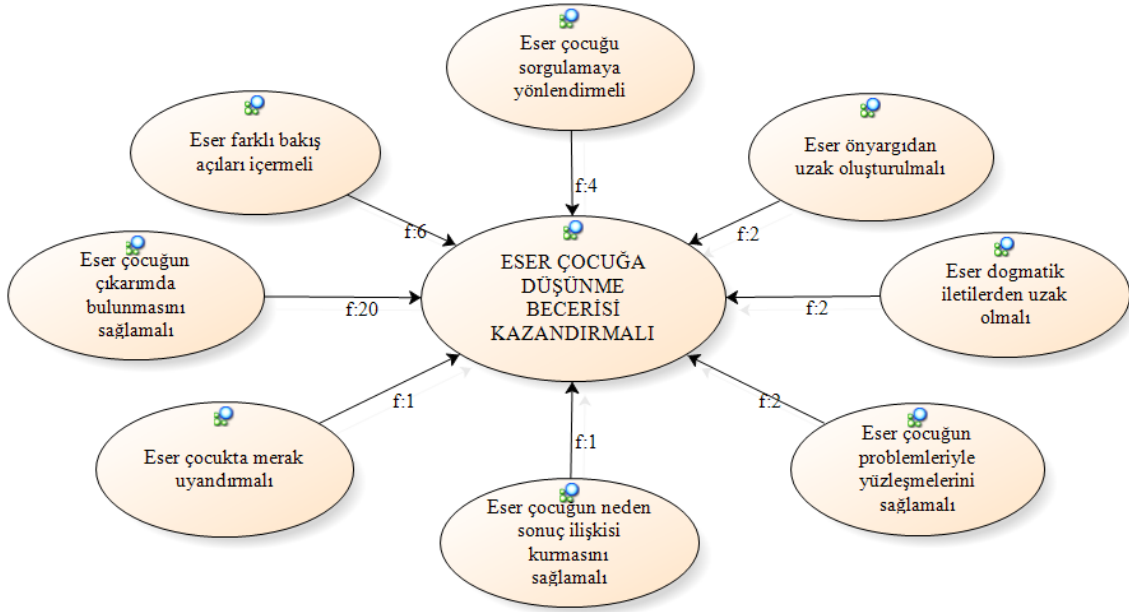 Eser çocuğu
sorgulamaya
yönlendirmeli
Eser farklı bakış
açıları içermeli
Eser önyargıdan
uzak oluşturulmalı
f:4
f:6
f:2
Eser çocuğun
çıkarımda
bulunmasını
sağlamalı
f:20
ESER ÇOCUĞA
DÜŞÜNME
BECERİSİ
KAZANDIRMALI
f:2
Eser dogmatik
iletilerden uzak
olmalı
f:1
f:1
f:2
Eser çocukta merak
uyandırmalı
Eser çocuğun neden
sonuç ilişkisi
kurmasını
sağlamalı
Eser çocuğun
problemleriyle
yüzleşmelerini
sağlamalı